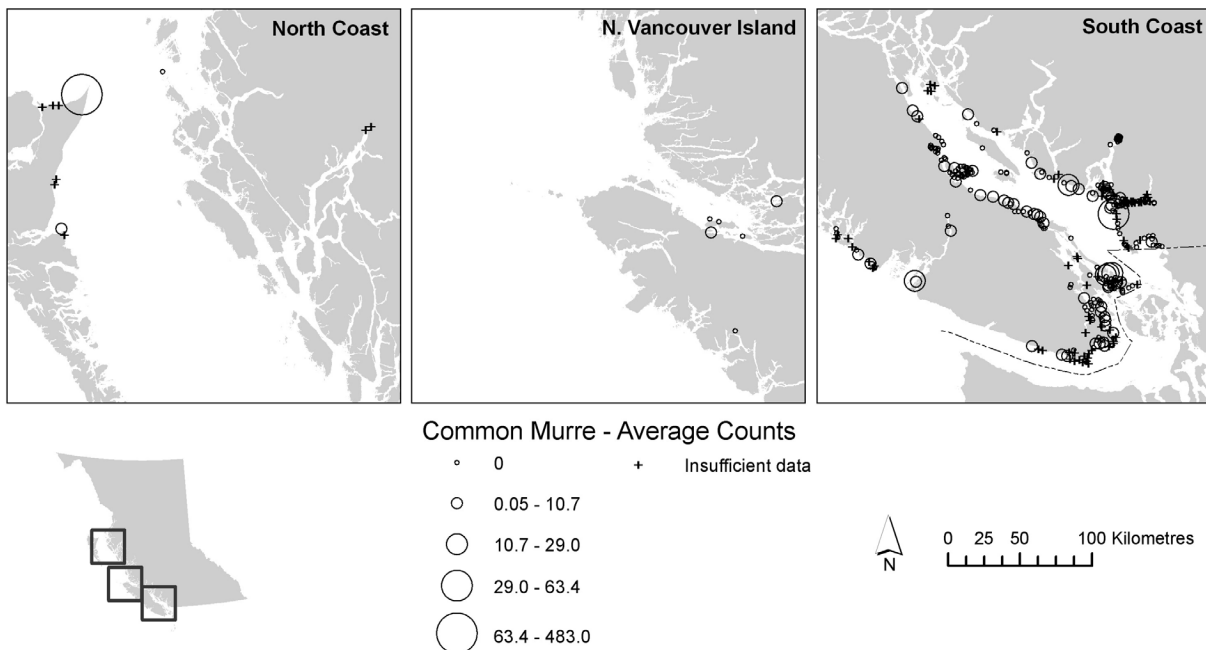 North Coast
N. Vancouver Island
South Coast
Common Murre - Average Counts
0
Insufficient data
0.05 - 10.7
10.7 - 29.0
29.0 - 63.4
63.4 - 483.0
N
0 25 50 100 Kilometres